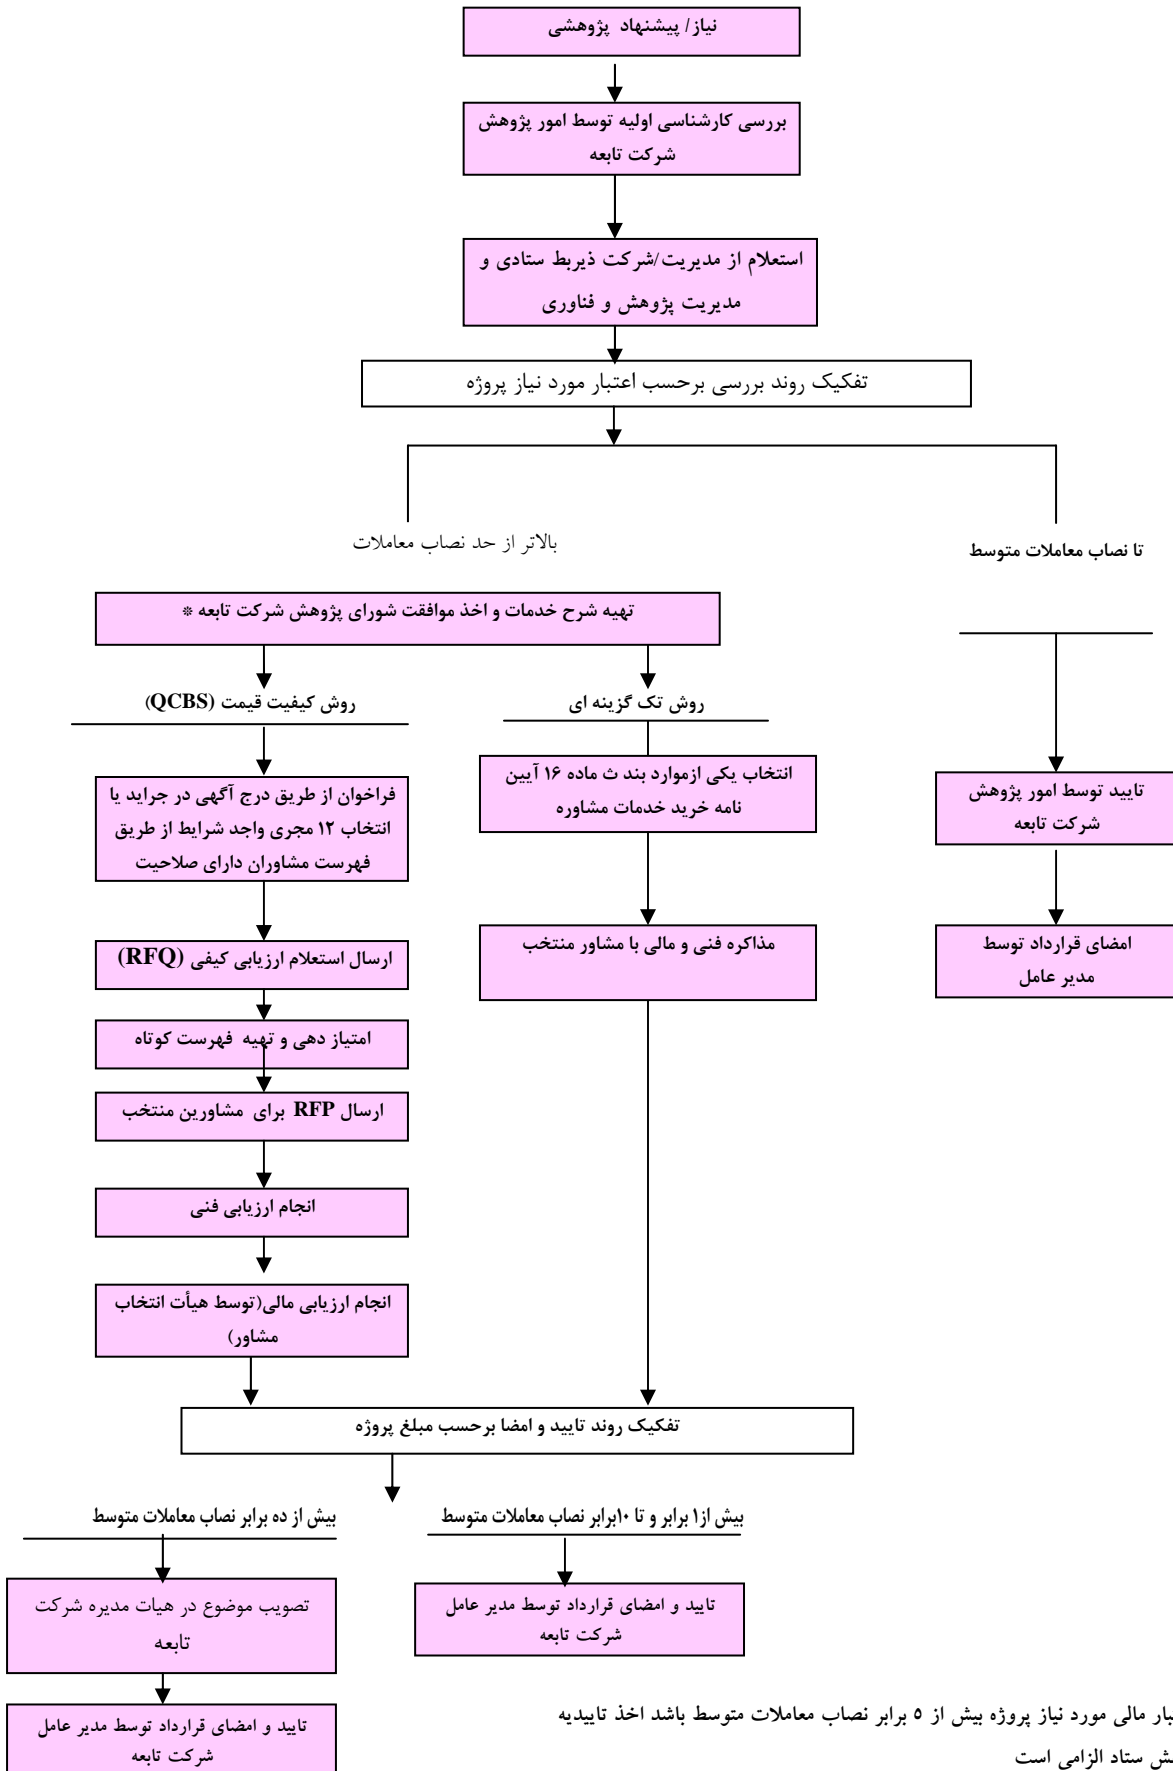 نیاز/ پیشنهاد پژوهشی
بررسی کارشناسی اولیه توسط امور پژوهش
شرکت تابعه
استعلام از مدیریت/شرکت ذیربط ستادی و
مدیریت پژوهش و فناوری
تفکیک روند بررسی برحسب اعتبار مورد نیاز پروژه
تا نصاب معاملات متوسط
بالاتر از حد نصاب معاملات
تایید توسط امور پژوهش
شرکت تابعه
امضای قرارداد توسط
مدیر عامل
تهیه شرح خدمات و اخذ موافقت شورای پژوهش شرکت تابعه *
روش تک گزینه ای
انتخاب یکی ازموارد بند ث ماده ۱۶ آیین
نامه خرید خدمات مشاوره
مذاکره فنی و مالی با مشاور منتخب
روش کیفیت قیمت (QCBS)
فراخوان از طریق درج آگهی در جراید یا
انتخاب ۱۲ مجری واجد شرایط از طریق
فهرست مشاوران دارای صلاحیت
ارسال استعلام ارزیابی کیفی (RFQ)
امتیاز دهی و تهیه فهرست کوتاه
ارسال RFP برای مشاورین منتخب
انجام ارزیابی فنی
انجام ارزیابی مالی(توسط هیأت انتخاب
مشاور)
تفکیک روند تایید و امضا برحسب مبلغ پروژه
بیش از۱ برابر و تا ۱۰برابر نصاب معاملات متوسط
تایید و امضای قرارداد توسط مدیر عامل
شرکت تابعه
بیش از ده برابر نصاب معاملات متوسط
تصویب موضوع در هیات مدیره شرکت
تابعه
تایید و امضای قرارداد توسط مدیر عامل
شرکت تابعه
مالی مورد نیاز پروژه بیش از ۵ برابر نصاب معاملات متوسط باشد اخذ تاییدیه
ستاد الزامی است